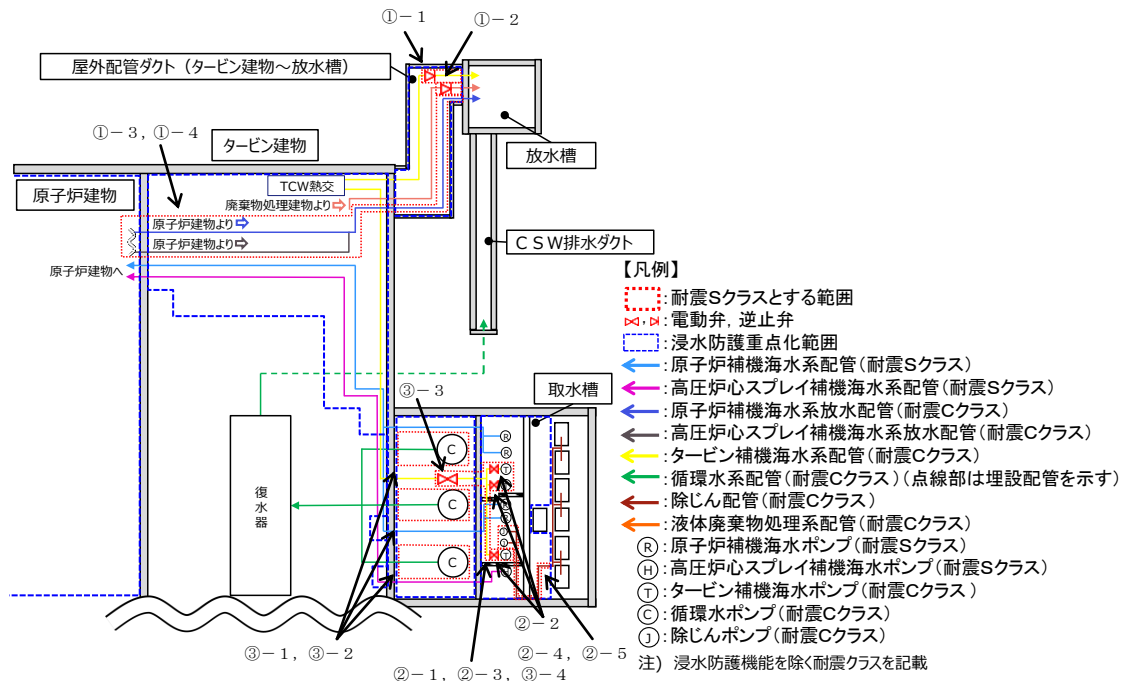 ①-1
①-2
屋外配管ダクト（タービン建物～放水槽）
①-3，①-4
タービン建物
放水槽
原子炉建物
TCW熱交
廃棄物処理建物より
原子炉建物より
原子炉建物より
原子炉建物へ
CSW排水ダクト
【凡例】
：耐震Sクラスとする範囲
：電動弁，逆止弁
：浸水防護重点化範囲
：原子炉補機海水系配管（耐震Sクラス）
：高圧炉心スプレイ補機海水系配管（耐震Sクラス）
：原子炉補機海水系放水配管（耐震Cクラス）
：高圧炉心スプレイ補機海水系放水配管（耐震Cクラス）
：タービン補機海水系配管（耐震Cクラス）
：循環水系配管（耐震Cクラス）（点線部は埋設配管を示す）
：除じん配管（耐震Cクラス）
：液体廃棄物処理系配管（耐震Cクラス）
Ⓡ：原子炉補機海水ポンプ（耐震Sクラス）
Ⓗ：高圧炉心スプレイ補機海水ポンプ（耐震Sクラス）
Ⓣ：タービン補機海水ポンプ（耐震Cクラス）
Ⓒ：循環水ポンプ（耐震Cクラス）
Ⓙ：除じんポンプ（耐震Cクラス）
注） 浸水防護機能を除く耐震クラスを記載
③-3
取水槽
復水器
C
C
C
R
R
T
T
②-2
③-1，③-2
②-4，②-5
②-1，②-3，③-4